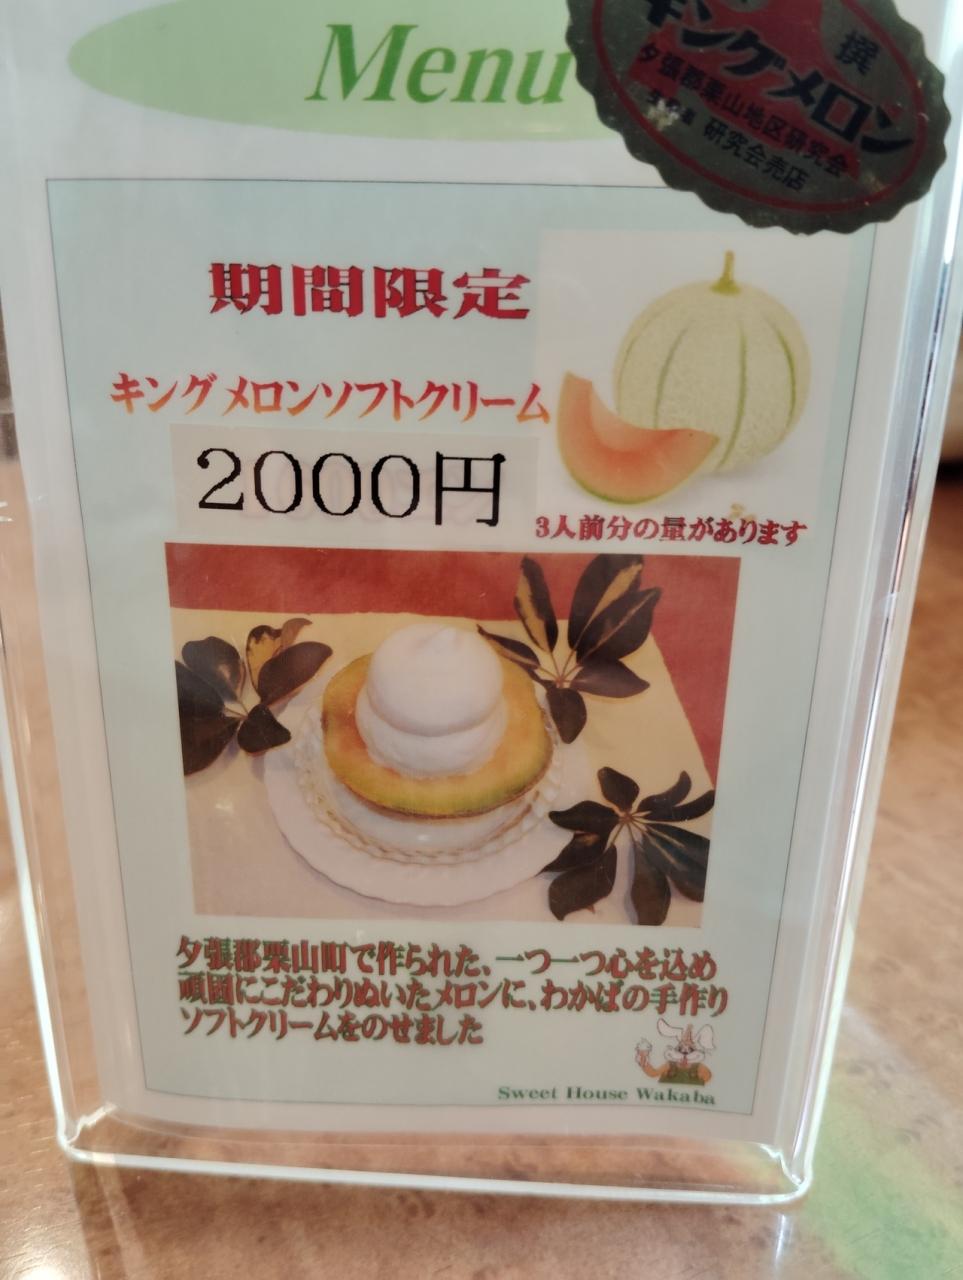 Menu
撰
キングメロン
夕張郡栗山地区研究会
研究会売店
期間限定
キングメロンソフトクリーム
2000円
3人前分の量があります
夕張郡栗山町で作られた、一つ一つ心を込め
頑固にこだわりぬいたメロンに、わかばの手作り
ソフトクリームをのせました
Sweet House Wakaba